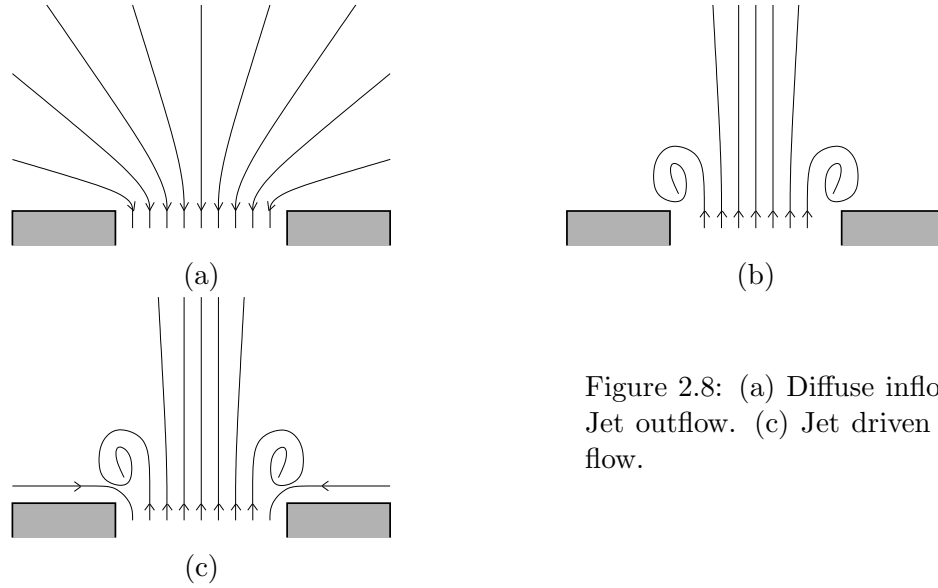 (a)
(b)
(c)
Figure 2.8: (a) Diffuse inflo
Jet outflow. (c) Jet driven
flow.